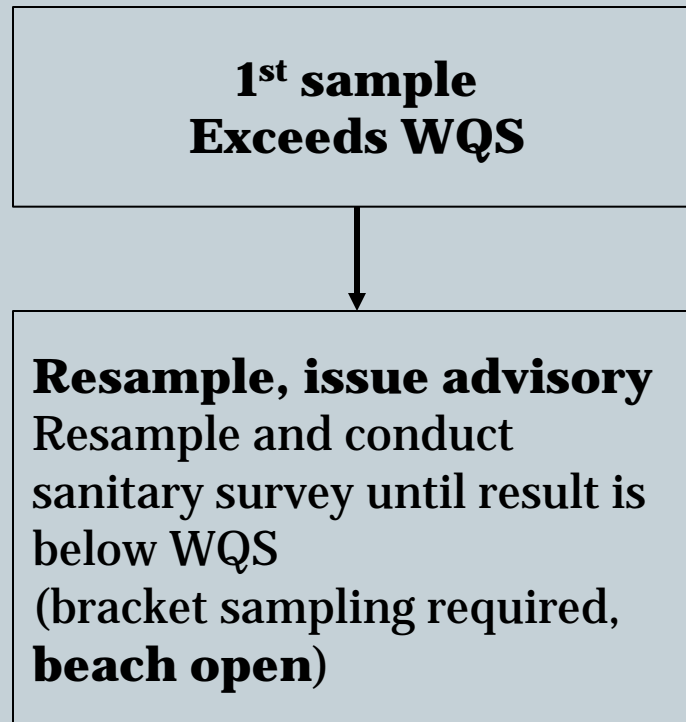 1st sample
Exceeds WQS
Resample, issue advisory
Resample and conduct
sanitary survey until result is
below WQS
(bracket sampling required,
beach open)